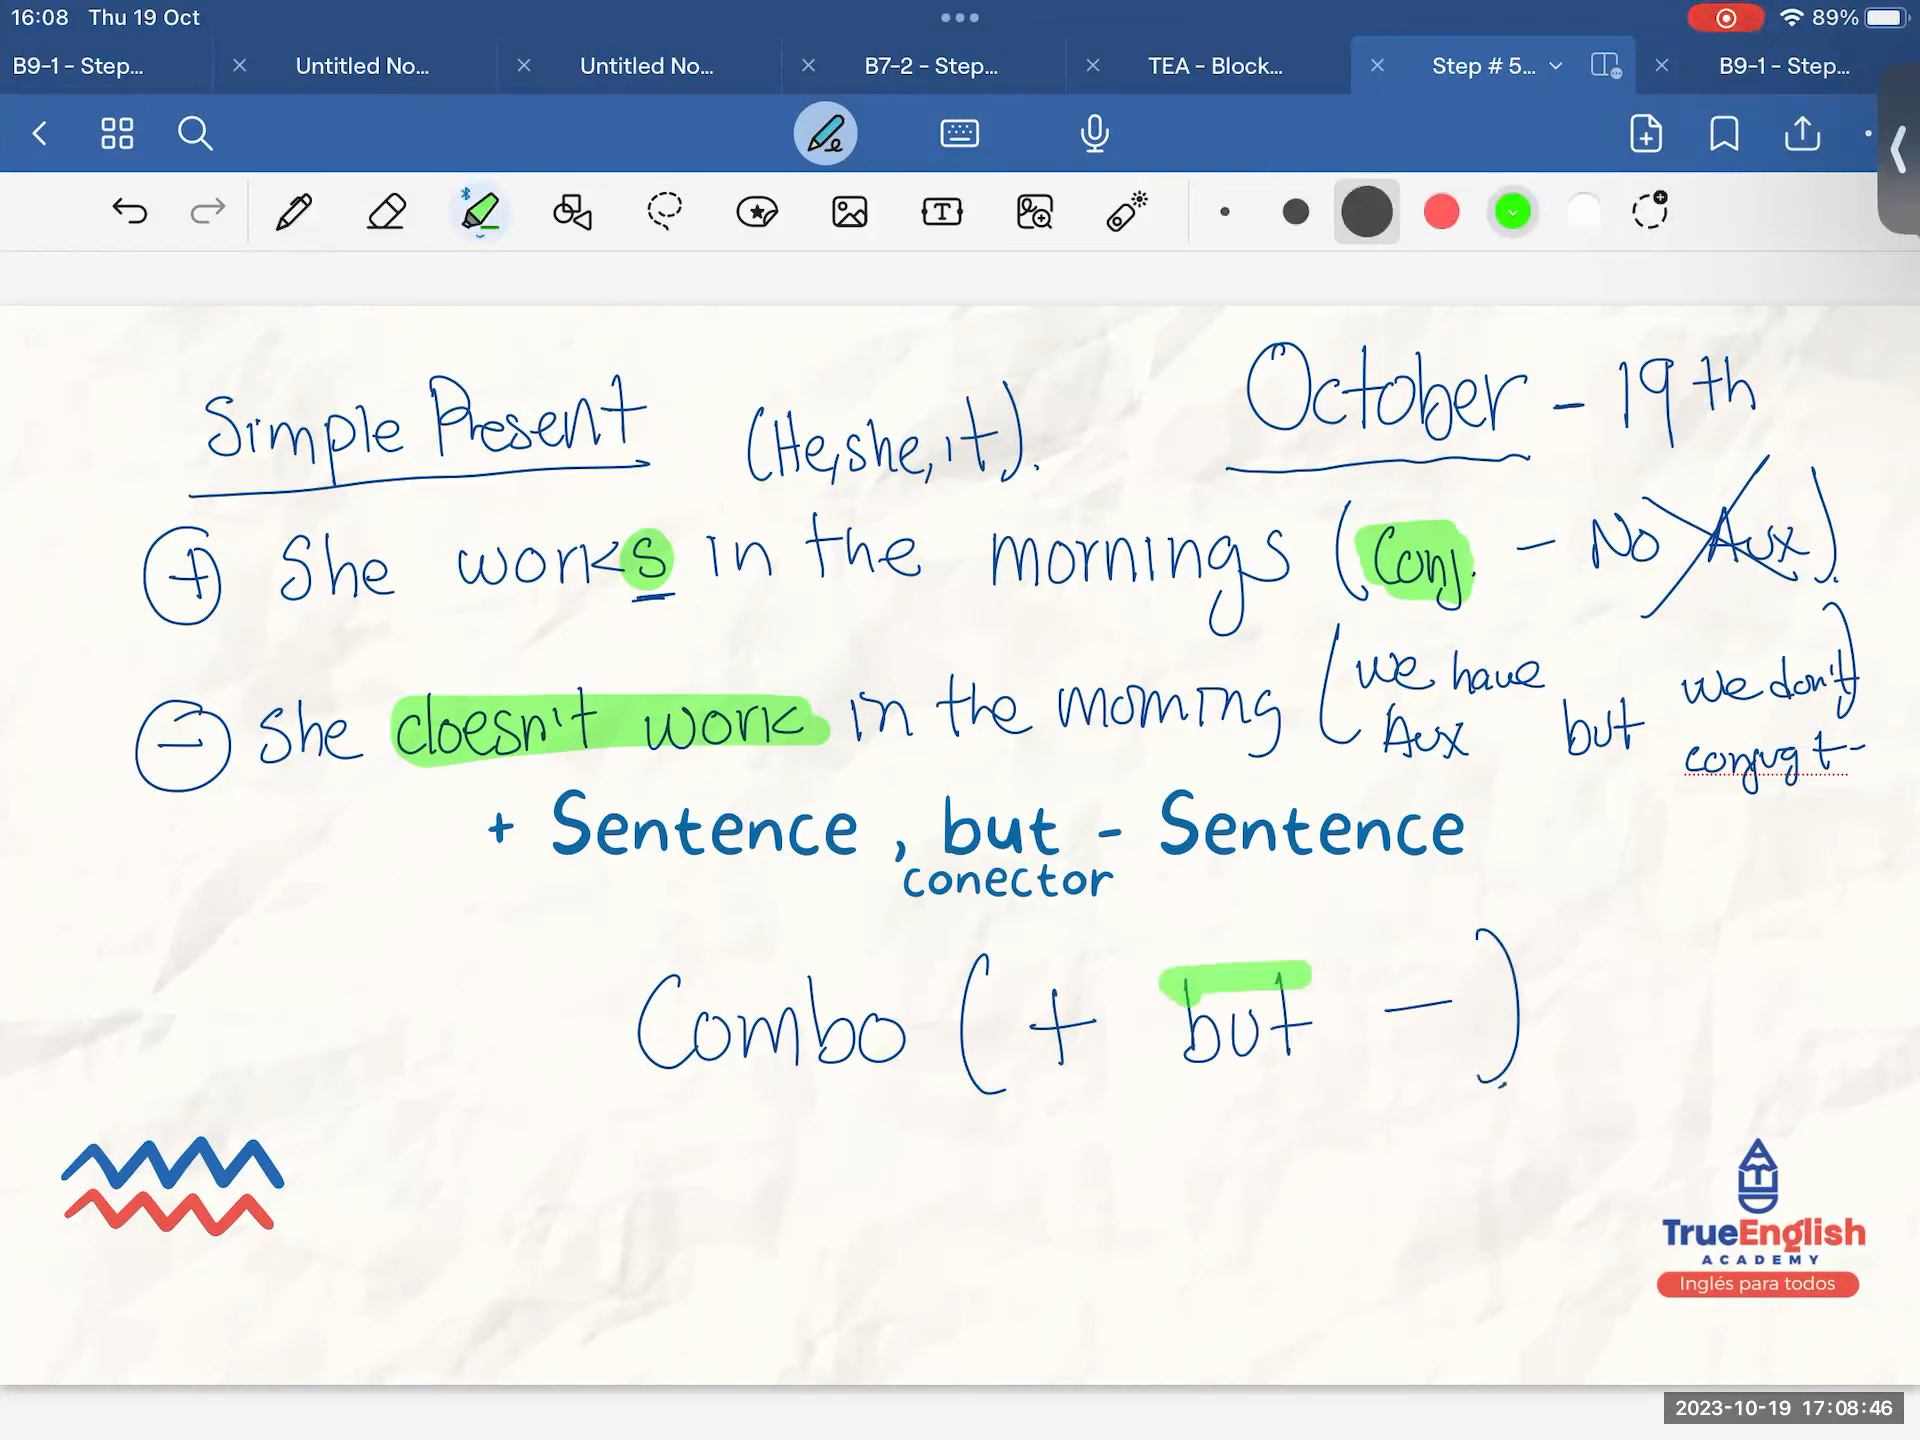 16:08 Thu 19 Oct
89%
B9-1 - Step...
Untitled No...
Untitled No...
B7-2 - Step...
TEA - Block...
Step # 5...
B9-1 - Step...
Simple Present (He, she, it). October - 19th
+ She works in the mornings (Conj. - No Aux).
- She doesn't work in the morning (we have Aux but we don't conjugt-)
+ Sentence , but - Sentence
conector
Combo ( + but - ).
TrueEnglish
ACADEMY
Inglés para todos
2023-10-19 17:08:46